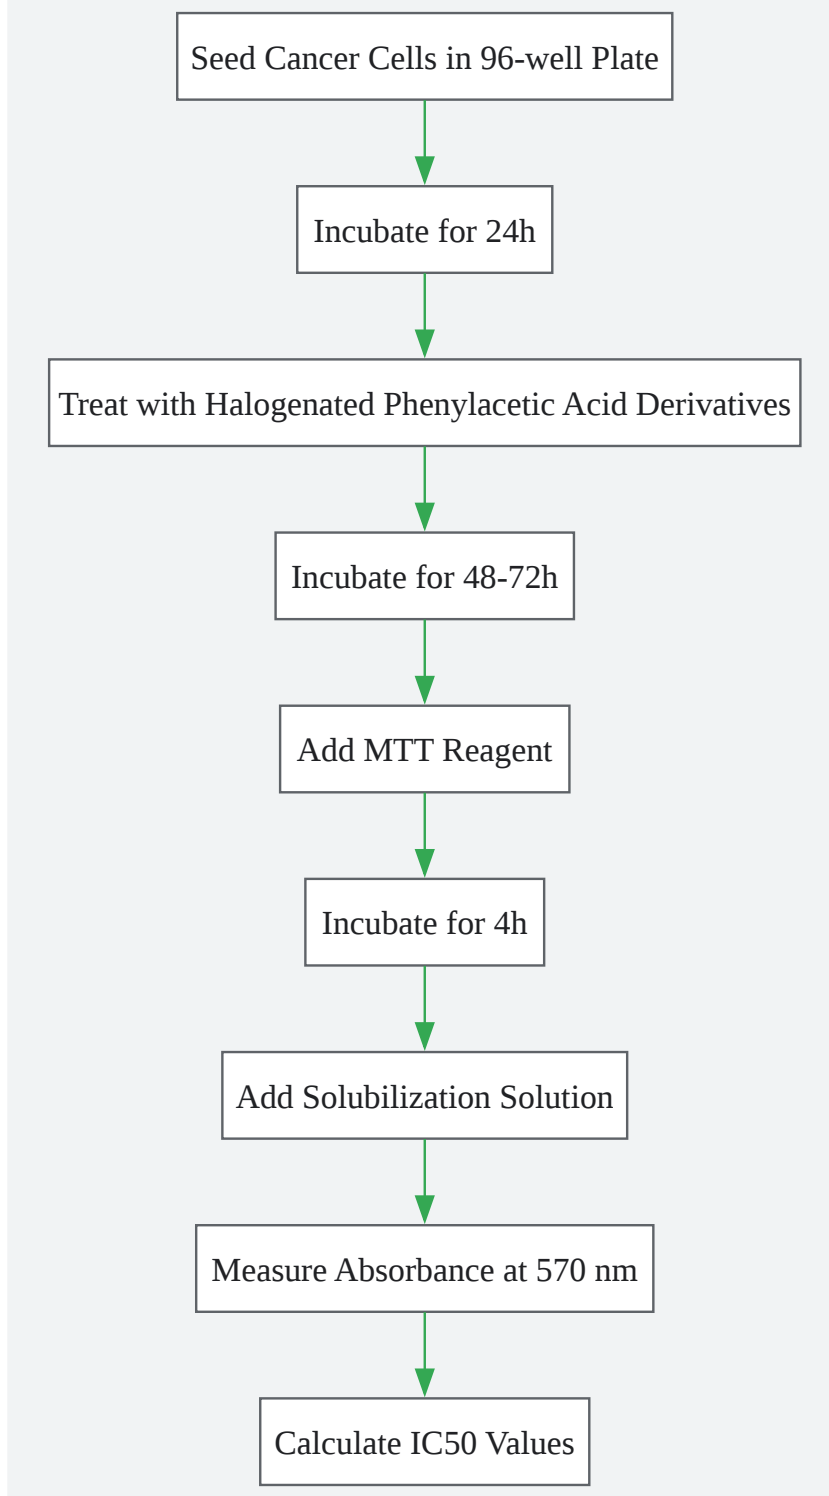 Seed Cancer Cells in 96-well Plate
Incubate for 24h
Treat with Halogenated Phenylacetic Acid Derivatives
Incubate for 48-72h
Add MTT Reagent
Incubate for 4h
Add Solubilization Solution
Measure Absorbance at 570 nm
Calculate IC50 Values